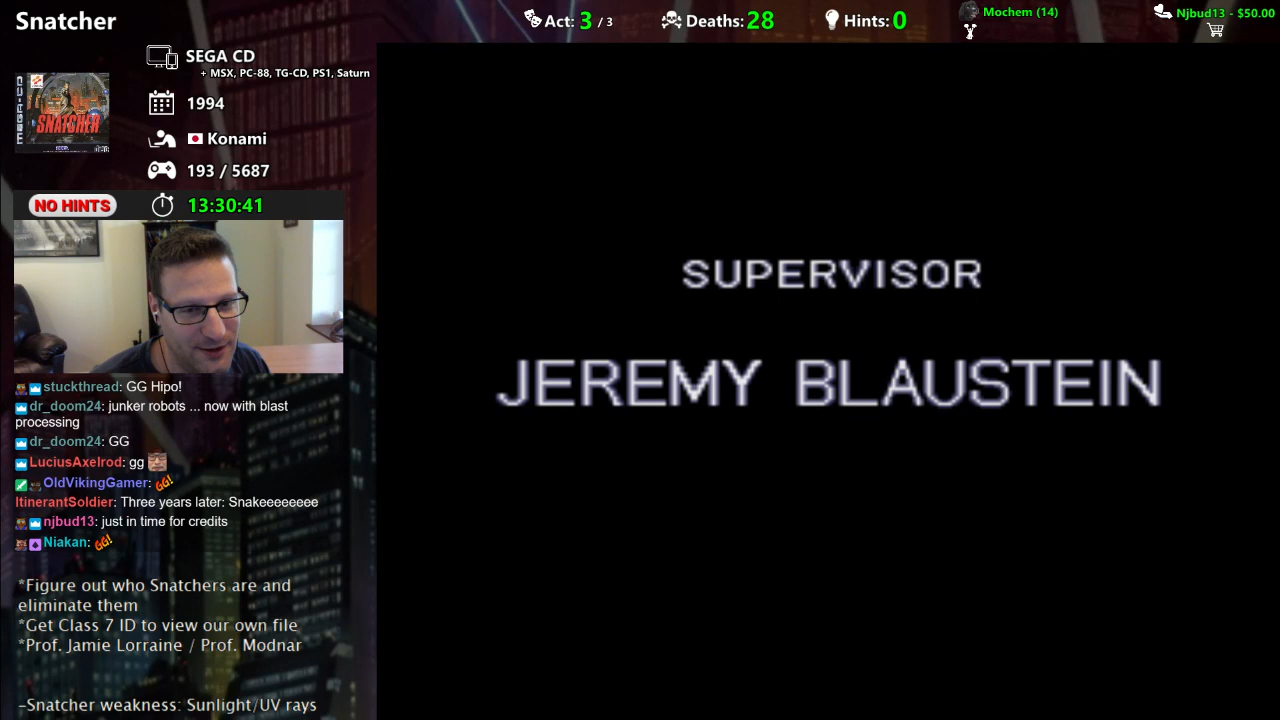 Snatcher
Act: 3 / 3
Deaths: 28
Hints: 0
Mochem (14)
Njbud13 - $50.00
SEGA CD
+ MSX, PC-88, TG-CD, PS1, Saturn
SNATCHER
1994
Konami
193 / 5687
NO HINTS
13:30:41
SUPERVISOR
JEREMY BLAUSTEIN
stuckthread: GG Hipo!
dr_doom24: junker robots ... now with blast
processing
dr_doom24: GG
LuciusAxelrod: gg
OldVikingGamer: GG!
ItinerantSoldier: Three years later: Snakeeeeeeee
njbud13: just in time for credits
Niakan: GG!
*Figure out who Snatchers are and
eliminate them
*Get Class 7 ID to view our own file
*Prof. Jamie Lorraine / Prof. Modnar
-Snatcher weakness: Sunlight/UV rays